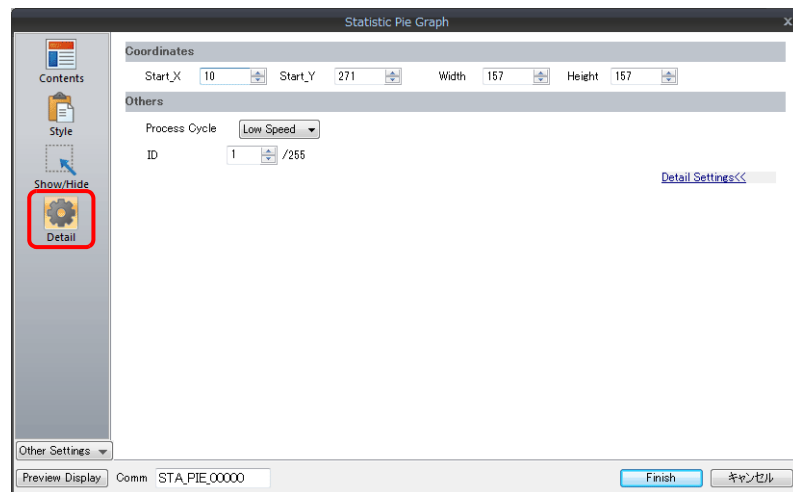 Statistic Pie Graph x
Contents
Style
Show/Hide
Detail
Coordinates
Start_X 10 Start_Y 271 Width 157 Height 157
Others
Process Cycle Low Speed
ID 1 /255
Detail Settings<<
Other Settings
Preview Display Comm STA_PIE_00000 Finish キャンセル